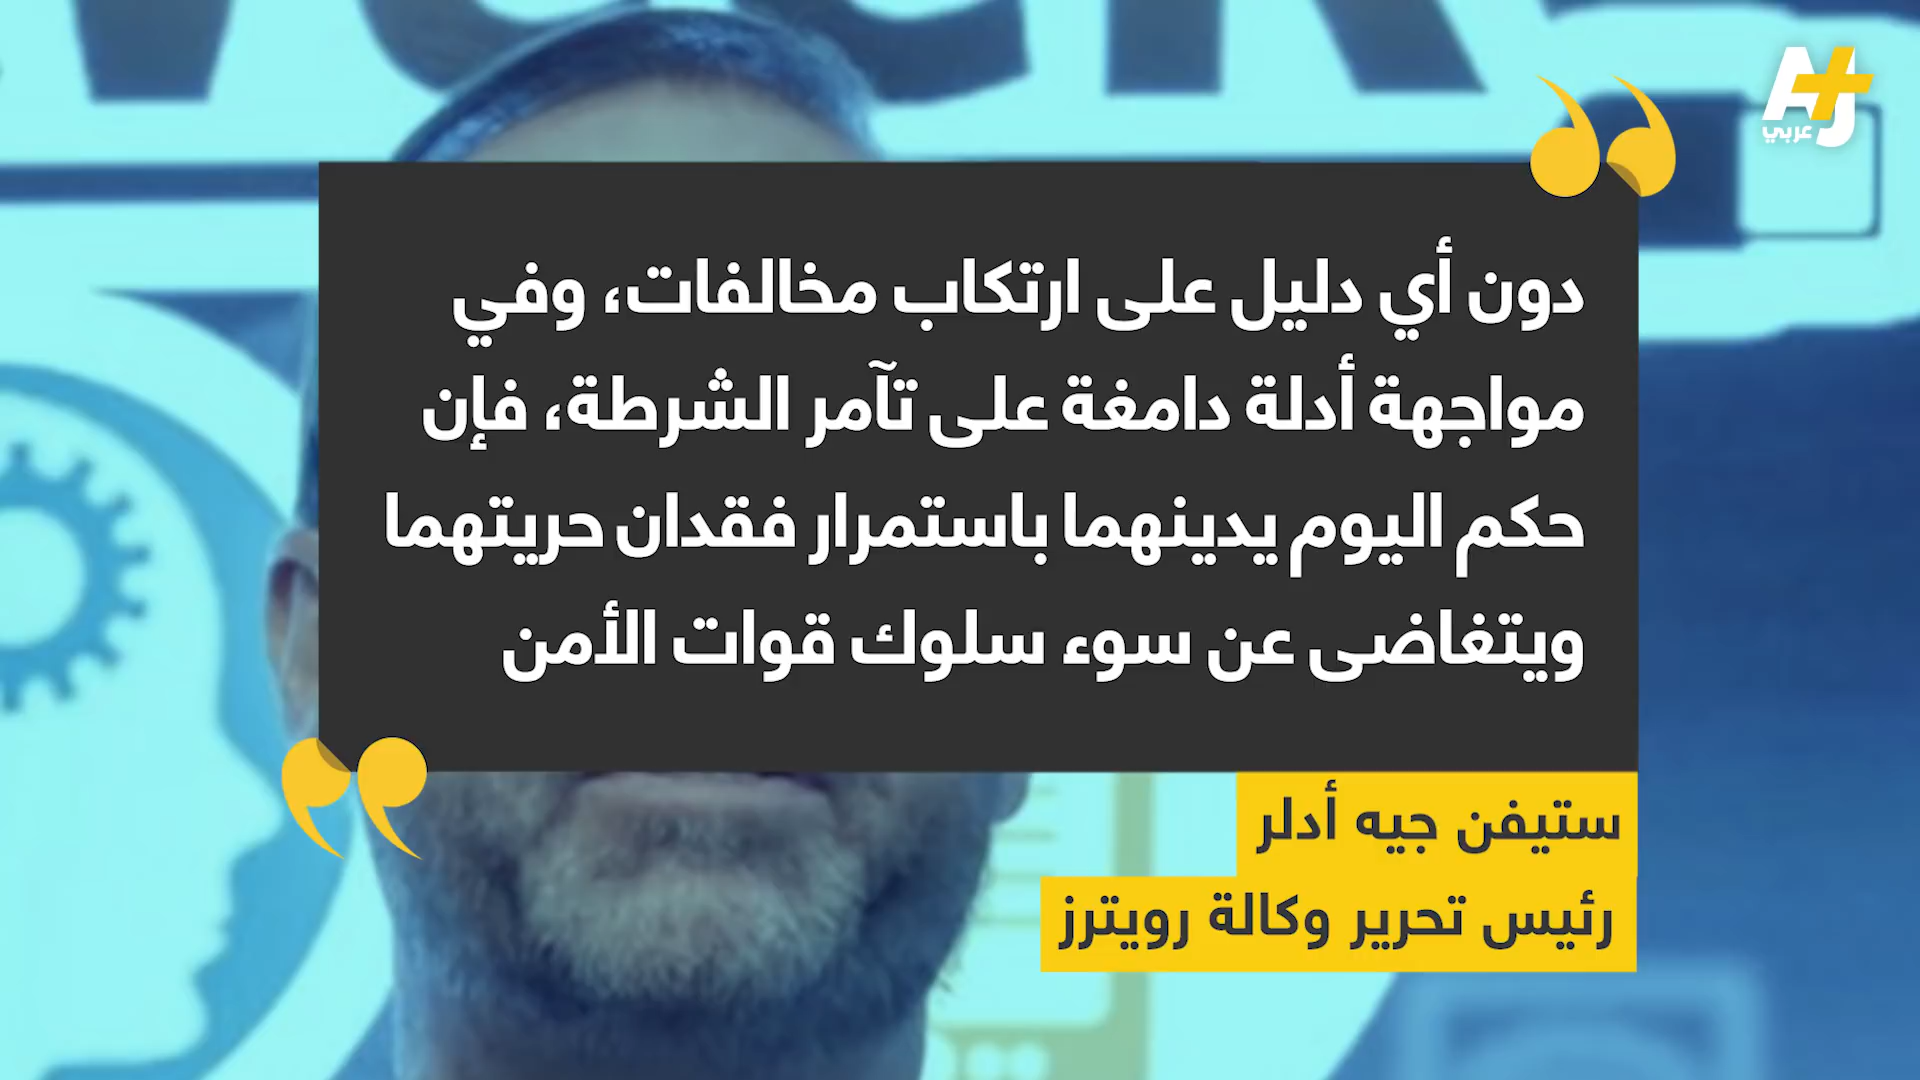 عربي
دون أي دليل على ارتكاب مخالفات، وفي
مواجهة أدلة دامغة على تآمر الشرطة، فإن
حكم اليوم يدينهما باستمرار فقدان حريتهما
ويتغاضى عن سوء سلوك قوات الأمن
ستيفن جيه أدلر
رئيس تحرير وكالة رويترز